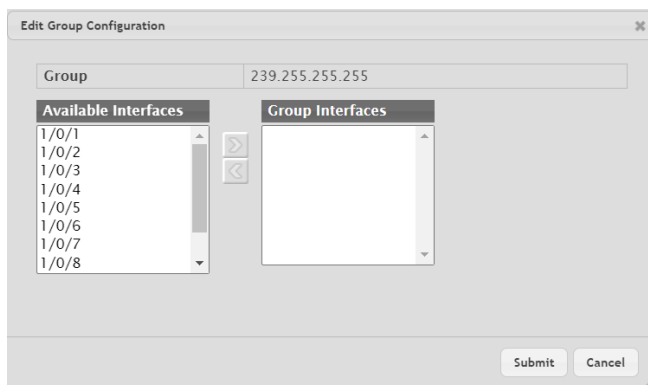 Edit Group Configuration
Group 239.255.255.255
Available Interfaces Group Interfaces
1/0/1
1/0/2
1/0/3
1/0/4
1/0/5
1/0/6
1/0/7
1/0/8
Submit Cancel